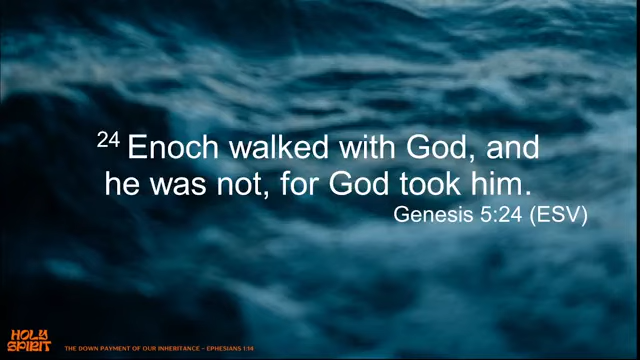 24 Enoch walked with God, and
he was not, for God took him.
Genesis 5:24 (ESV)
HOLY
SPIRIT
THE DOWN PAYMENT OF OUR INHERITANCE – EPHESIANS 1:14